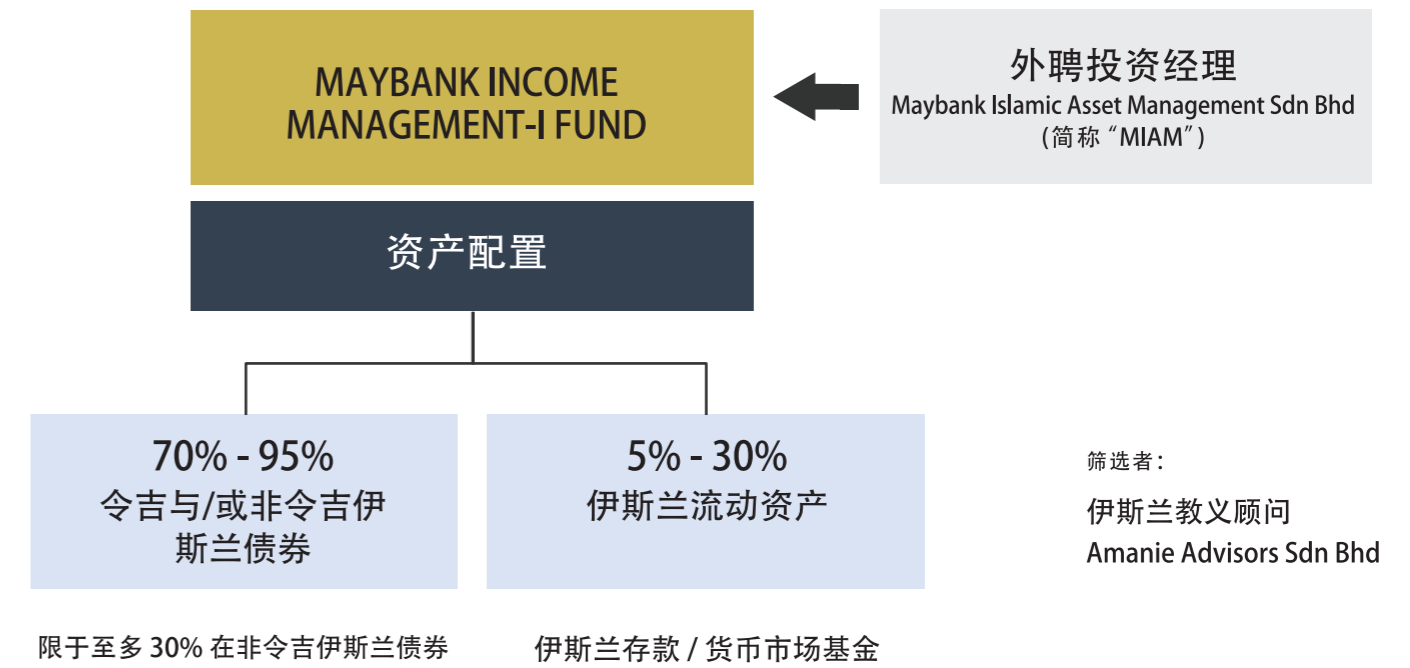 MAYBANK INCOME
MANAGEMENT-I FUND
外聘投资经理
Maybank Islamic Asset Management Sdn Bhd
(简称 “MIAM”)
资产配置
70% - 95%
令吉与/或非令吉伊
斯兰债券
5% - 30%
伊斯兰流动资产
筛选者：
伊斯兰教义顾问
Amanie Advisors Sdn Bhd
限于至多 30% 在非令吉伊斯兰债券
伊斯兰存款 / 货币市场基金